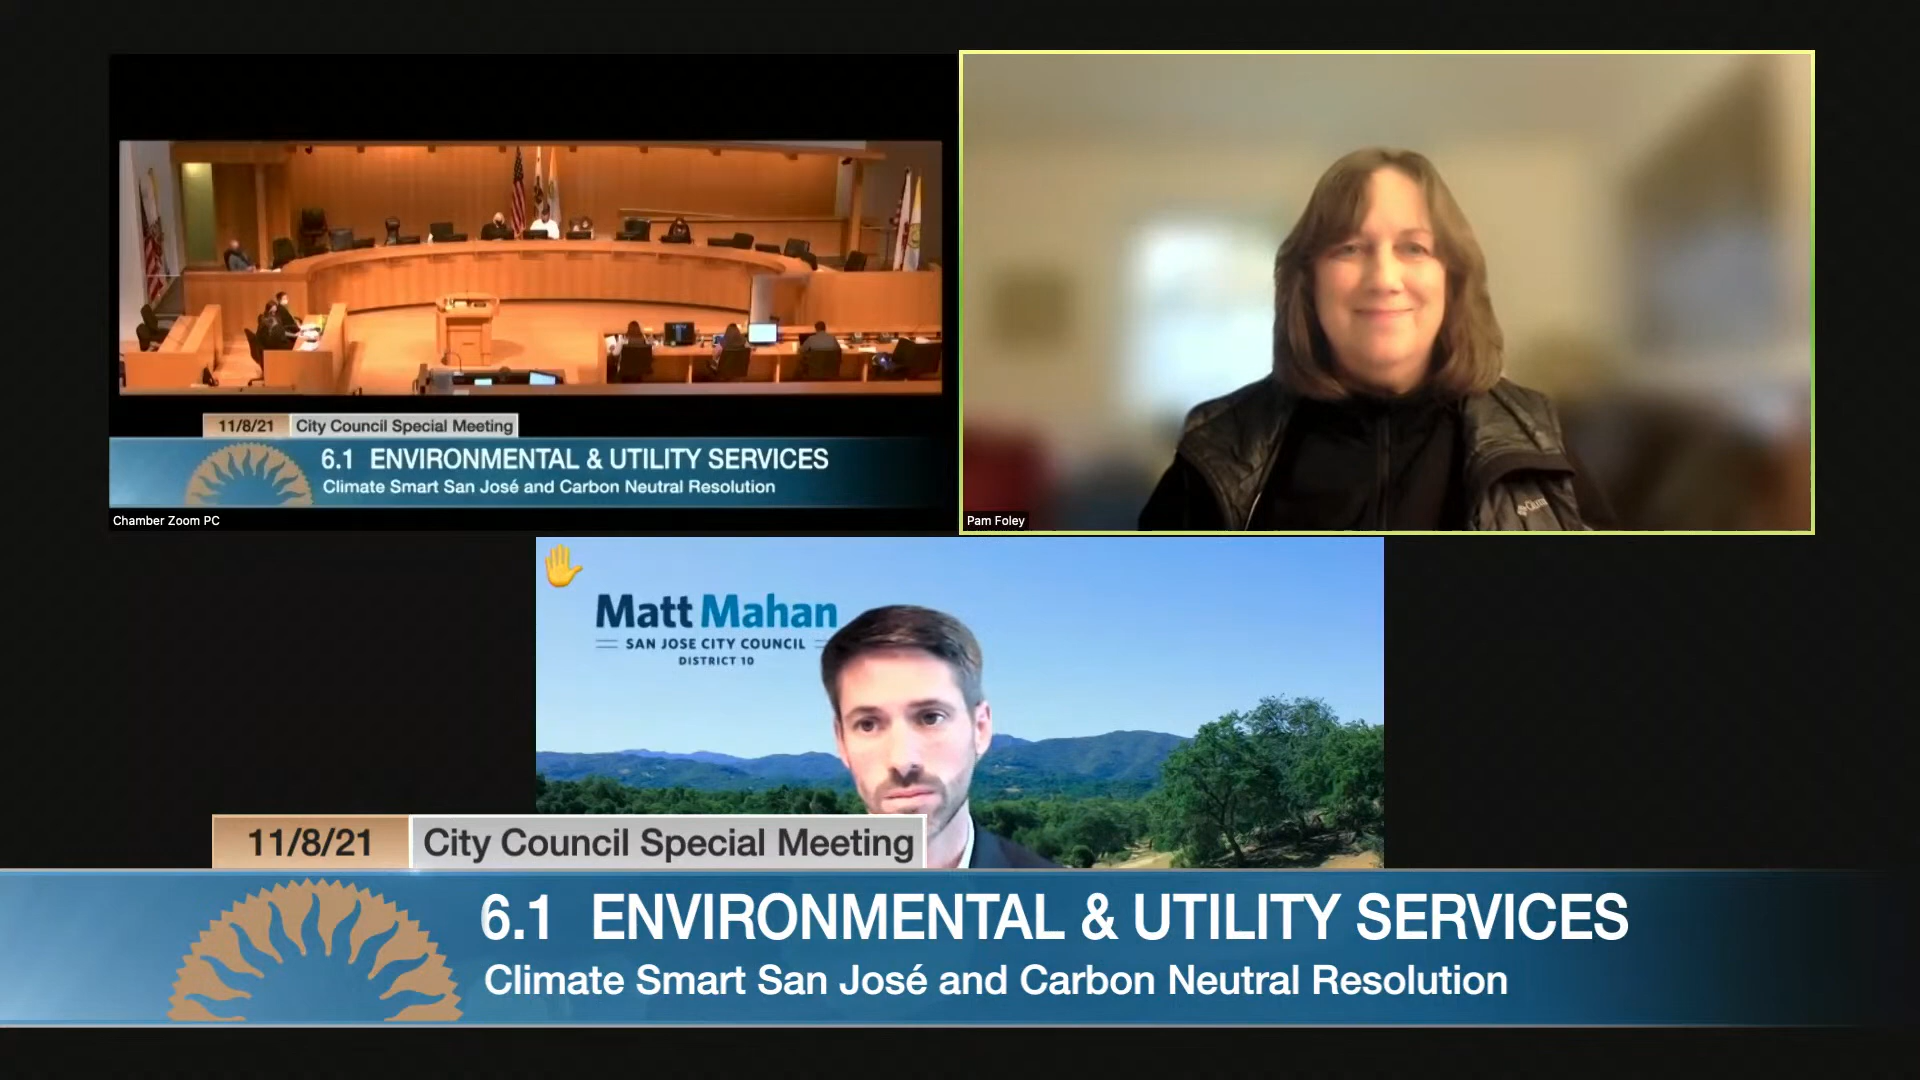 11/8/21 City Council Special Meeting
6.1 ENVIRONMENTAL & UTILITY SERVICES
Climate Smart San José and Carbon Neutral Resolution
Chamber Zoom PC
Pam Foley
Matt Mahan
SAN JOSE CITY COUNCIL
DISTRICT 10
11/8/21 City Council Special Meeting
6.1 ENVIRONMENTAL & UTILITY SERVICES
Climate Smart San José and Carbon Neutral Resolution